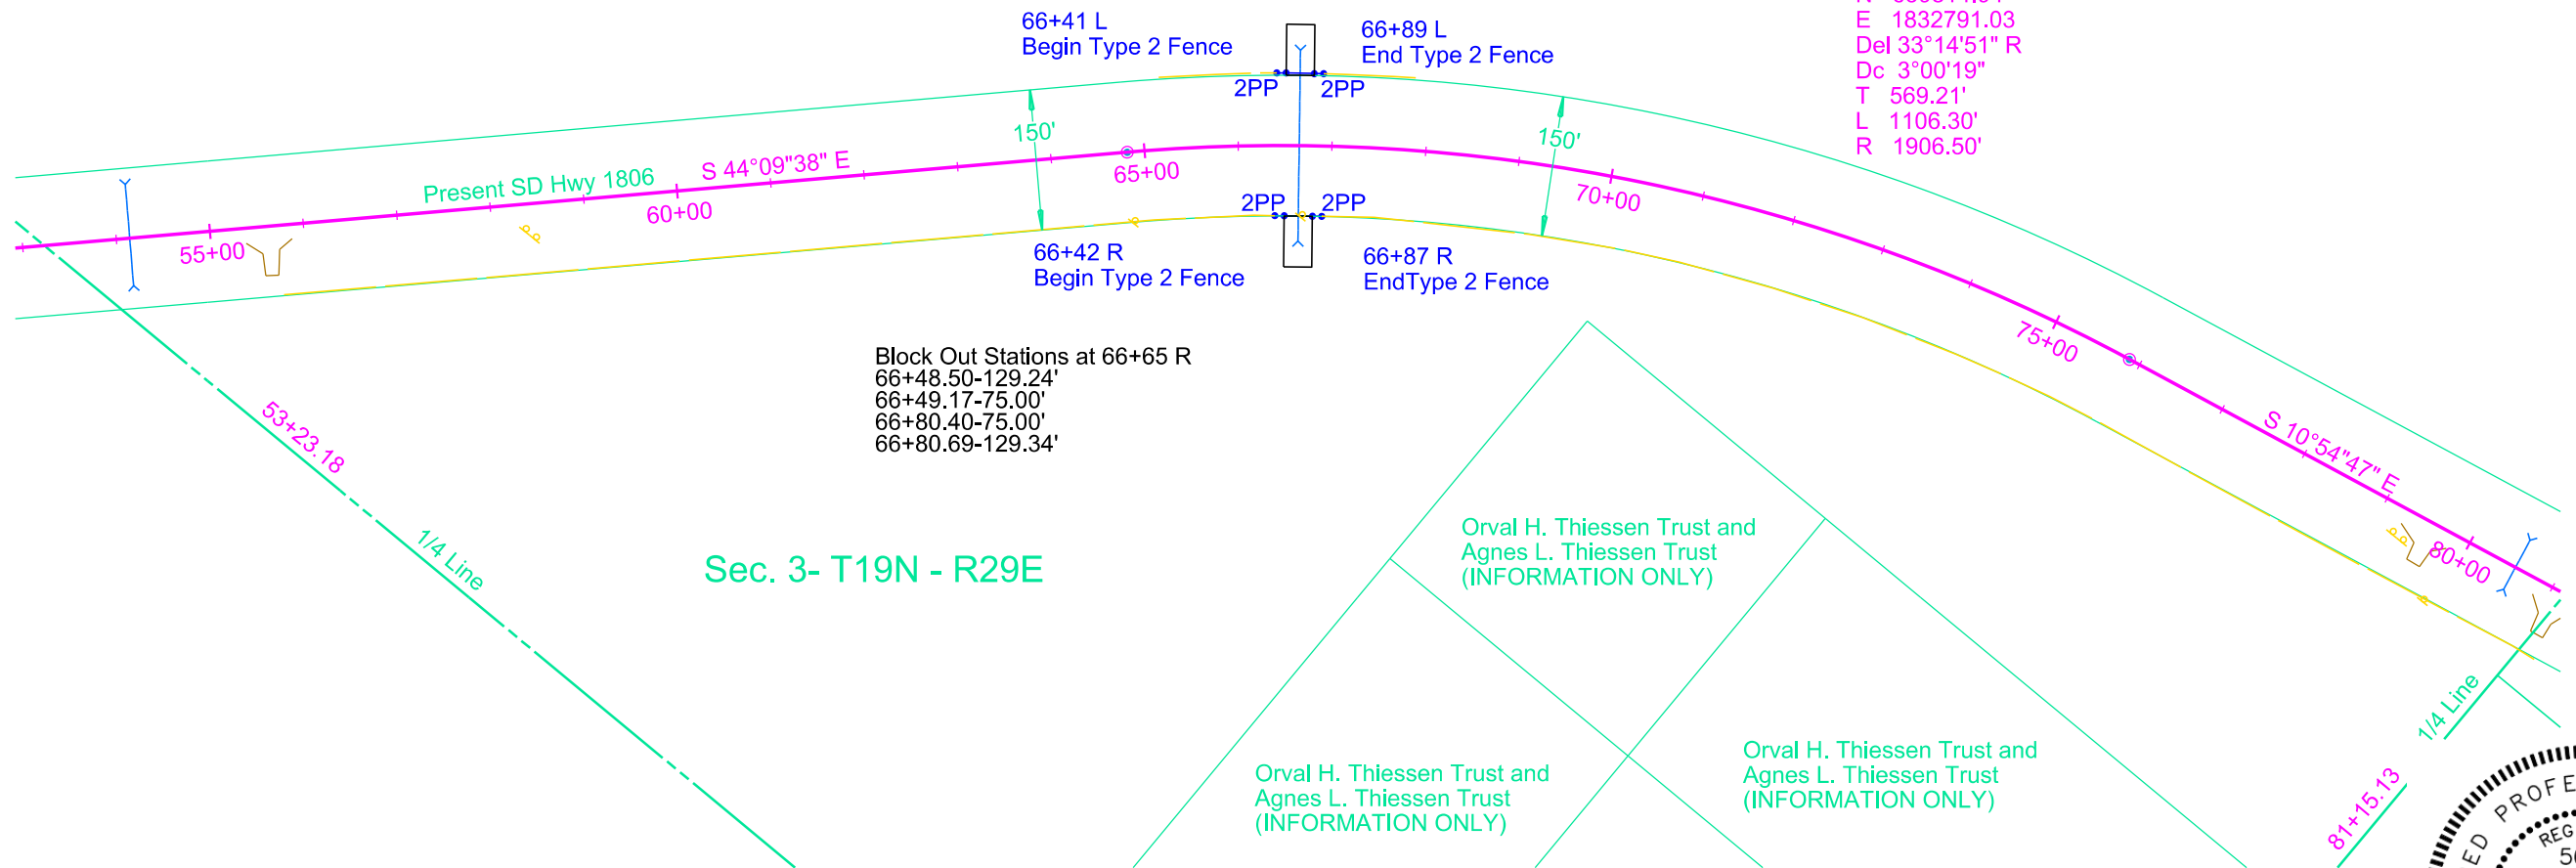 66+41 L
Begin Type 2 Fence
66+89 L
End Type 2 Fence
E 1832791.03
Del 33°14'51" R
Dc 3°00'19"
T 569.21'
L 1106.30'
R 1906.50'
2PP
2PP
150'
150'
Present SD Hwy 1806
S 44°09'38" E
55+00
60+00
65+00
70+00
75+00
80+00
2PP
2PP
66+42 R
Begin Type 2 Fence
66+87 R
EndType 2 Fence
Block Out Stations at 66+65 R
66+48.50-129.24'
66+49.17-75.00'
66+80.40-75.00'
66+80.69-129.34'
S 10°54'47" E
53+23.18
1/4 Line
Sec. 3- T19N - R29E
Orval H. Thiessen Trust and
Agnes L. Thiessen Trust
(INFORMATION ONLY)
Orval H. Thiessen Trust and
Agnes L. Thiessen Trust
(INFORMATION ONLY)
Orval H. Thiessen Trust and
Agnes L. Thiessen Trust
(INFORMATION ONLY)
1/4 Line
81+15.13